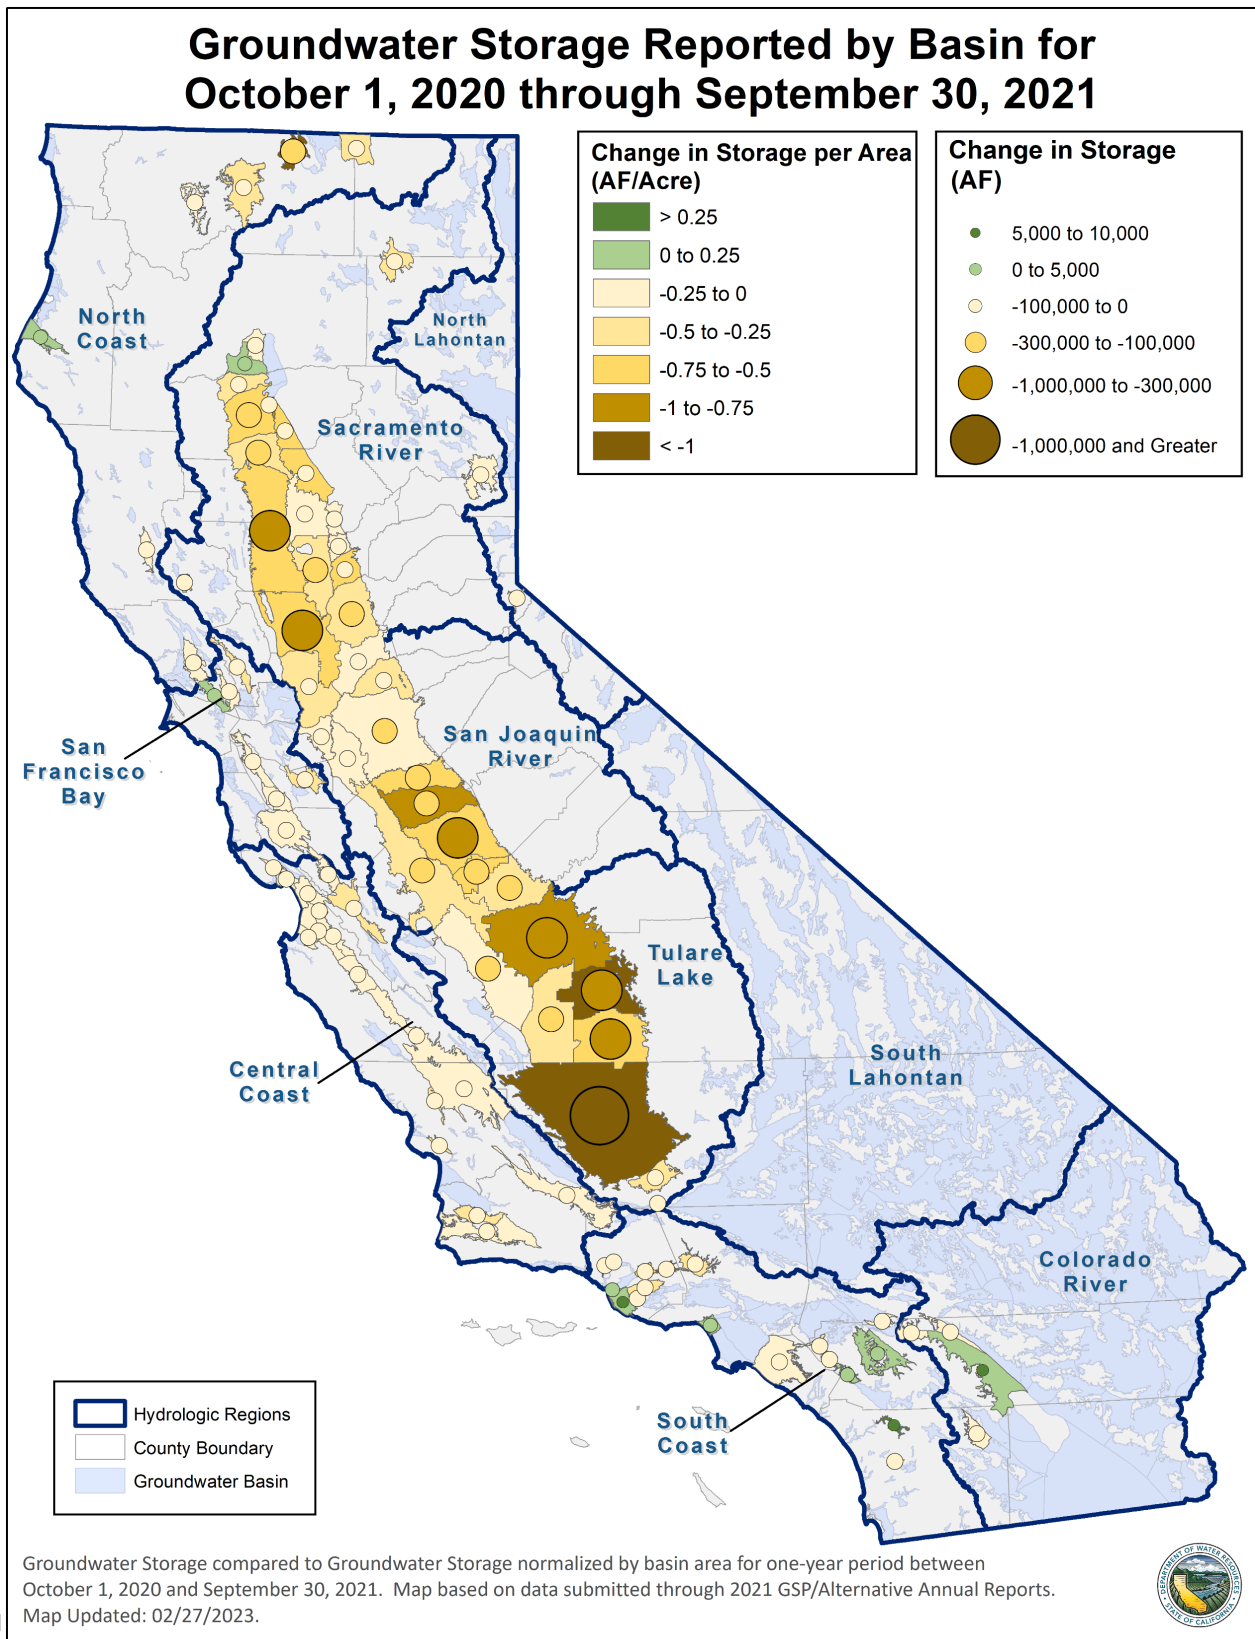 Groundwater Storage Reported by Basin for
October 1, 2020 through September 30, 2021
Change in Storage per Area
(AF/Acre)
> 0.25
0 to 0.25
-0.25 to 0
-0.5 to -0.25
-0.75 to -0.5
-1 to -0.75
< -1
Change in Storage
(AF)
5,000 to 10,000
0 to 5,000
-100,000 to 0
-300,000 to -100,000
-1,000,000 to -300,000
-1,000,000 and Greater
North
Coast
North
Lahontan
Sacramento
River
San Joaquin
River
San
Francisco
Bay
Tulare
Lake
Central
Coast
South
Lahontan
Colorado
River
South
Coast
Hydrologic Regions
County Boundary
Groundwater Basin
Groundwater Storage compared to Groundwater Storage normalized by basin area for one-year period between
October 1, 2020 and September 30, 2021. Map based on data submitted through 2021 GSP/Alternative Annual Reports.
Map Updated: 02/27/2023.
DEPARTMENT OF WATER RESOURCES
STATE OF CALIFORNIA